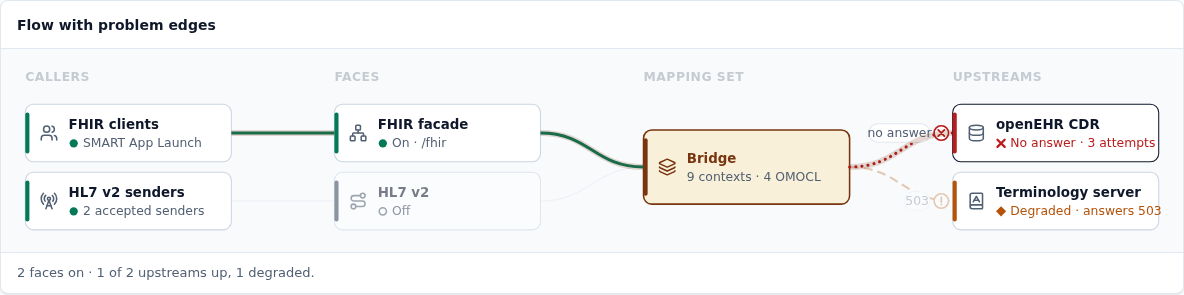 Flow with problem edges
CALLERS
FACES
MAPPING SET
UPSTREAMS
FHIR clients
SMART App Launch
FHIR facade
On · /fhir
no answer
openEHR CDR
No answer · 3 attempts
Bridge
9 contexts · 4 OMOCL
HL7 v2 senders
2 accepted senders
HL7 v2
Off
503
Terminology server
Degraded · answers 503
2 faces on · 1 of 2 upstreams up, 1 degraded.